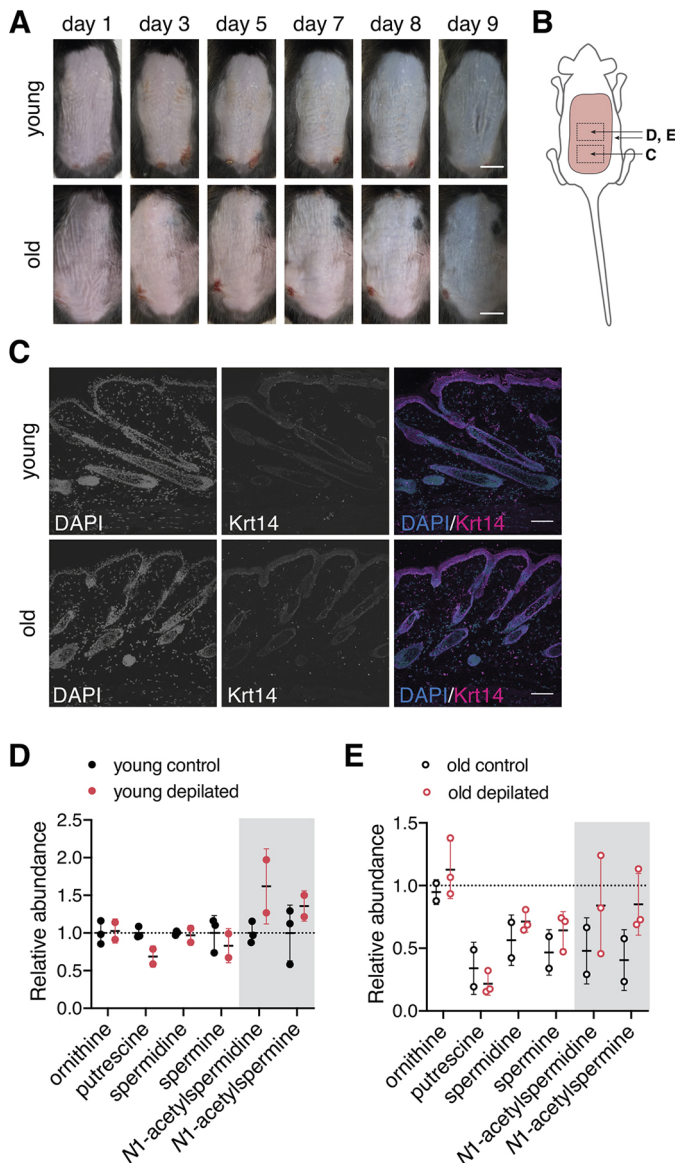 A
day 1 day 3 day 5 day 7 day 8 day 9
young
old
B
D, E
C
C
young
DAPI
Krt14
DAPI/Krt14
old
DAPI
Krt14
DAPI/Krt14
D
young control
young depilated
Relative abundance
2.5
2.0
1.5
1.0
0.5
0.0
ornithine
putrescine
spermidine
spermine
N1-acetylspermidine
N1-acetylspermine
E
old control
old depilated
Relative abundance
1.5
1.0
0.5
0.0
ornithine
putrescine
spermidine
spermine
N1-acetylspermidine
N1-acetylspermine